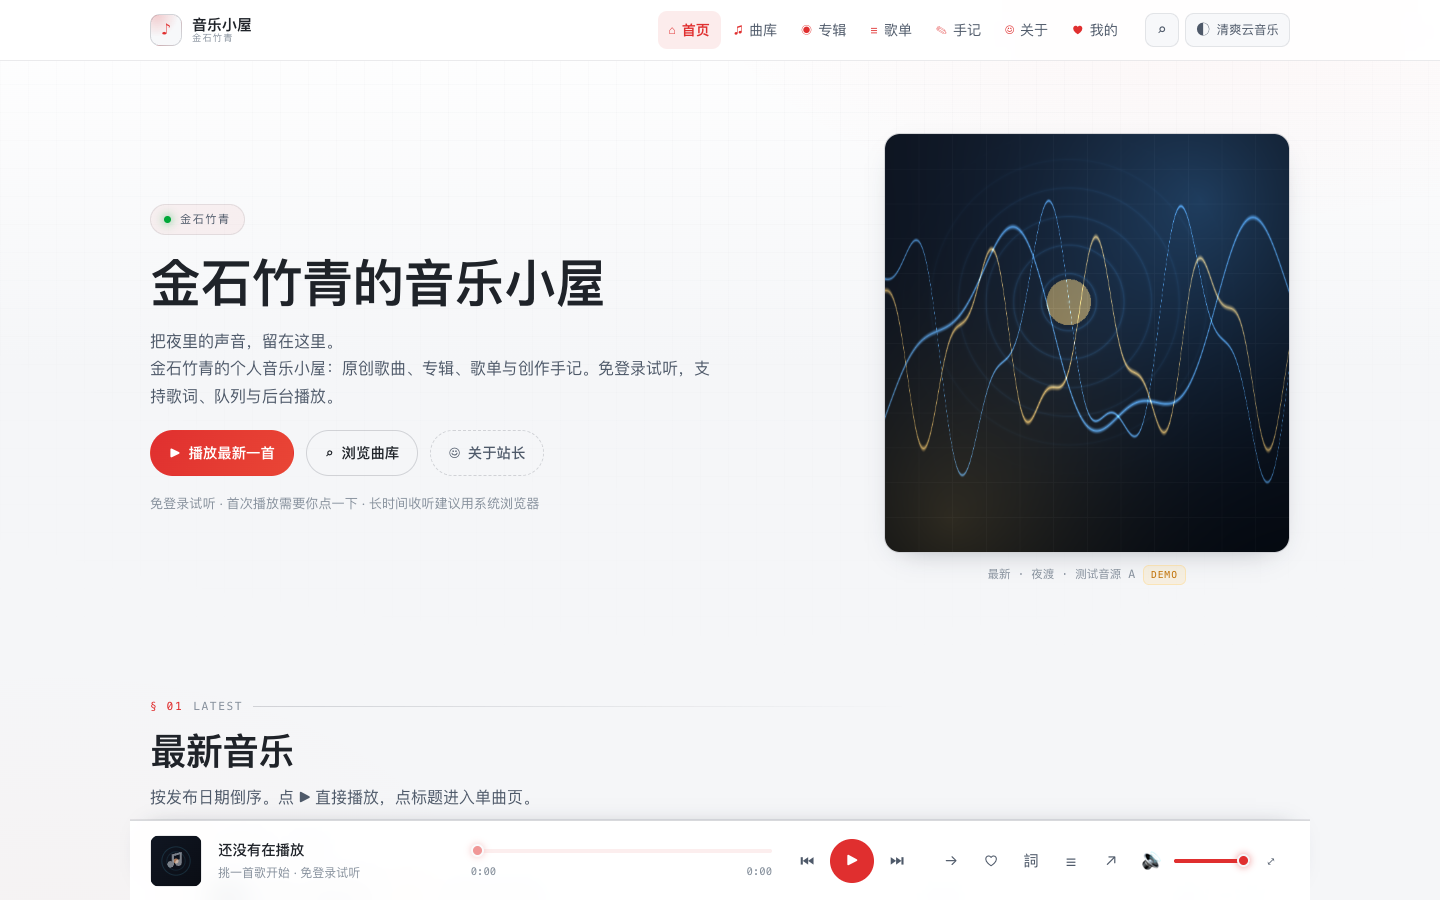 音乐小屋
金石竹青
首页
曲库
专辑
歌单
手记
关于
我的
清爽云音乐
金石竹青
金石竹青的音乐小屋
把夜里的声音，留在这里。
金石竹青的个人音乐小屋：原创歌曲、专辑、歌单与创作手记。免登录试听，支
持歌词、队列与后台播放。
播放最新一首
浏览曲库
关于站长
免登录试听 · 首次播放需要你点一下 · 长时间收听建议用系统浏览器
最新 · 夜渡 · 测试音源 A DEMO
§ 01 LATEST
最新音乐
按发布日期倒序。点 ▶ 直接播放，点标题进入单曲页。
还没有在播放
挑一首歌开始 · 免登录试听
0:00
0:00
詞